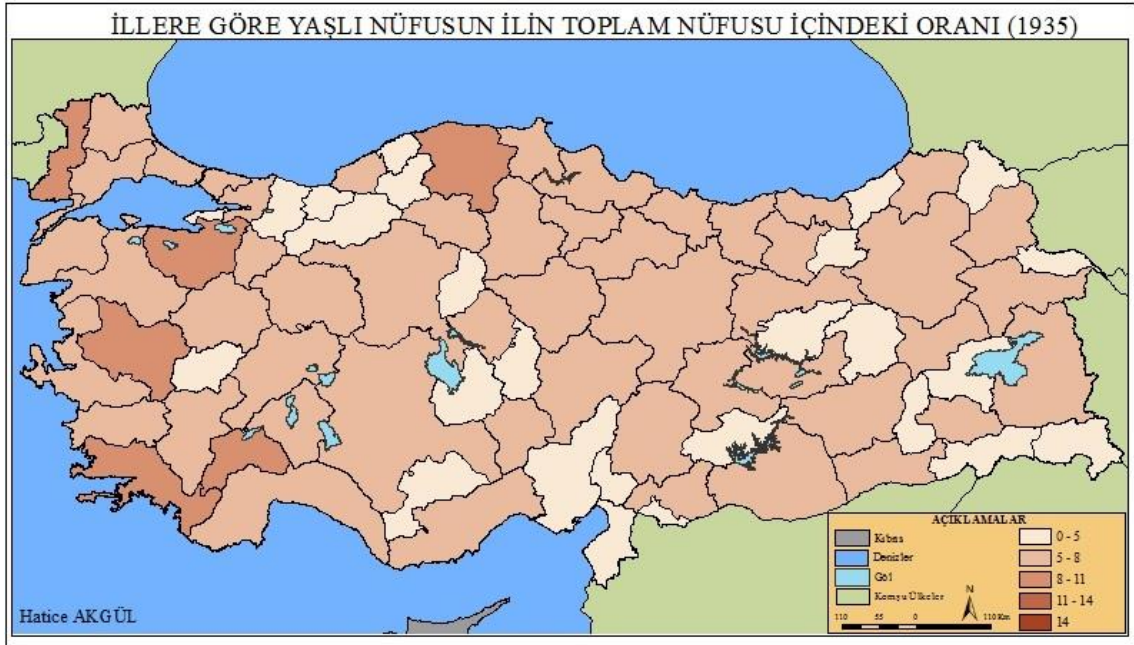 İLLERE GÖRE YAŞLI NÜFUSUN İLİN TOPLAM NÜFUSU İÇİNDEKİ ORANI (1935)
AÇIKLAMALAR
Kıbrıs
Denizler
Göl
Komşu Ülkeler
0 - 5
5 - 8
8 - 11
11 - 14
14
N
110 55 0 110 Km
Hatice AKGÜL